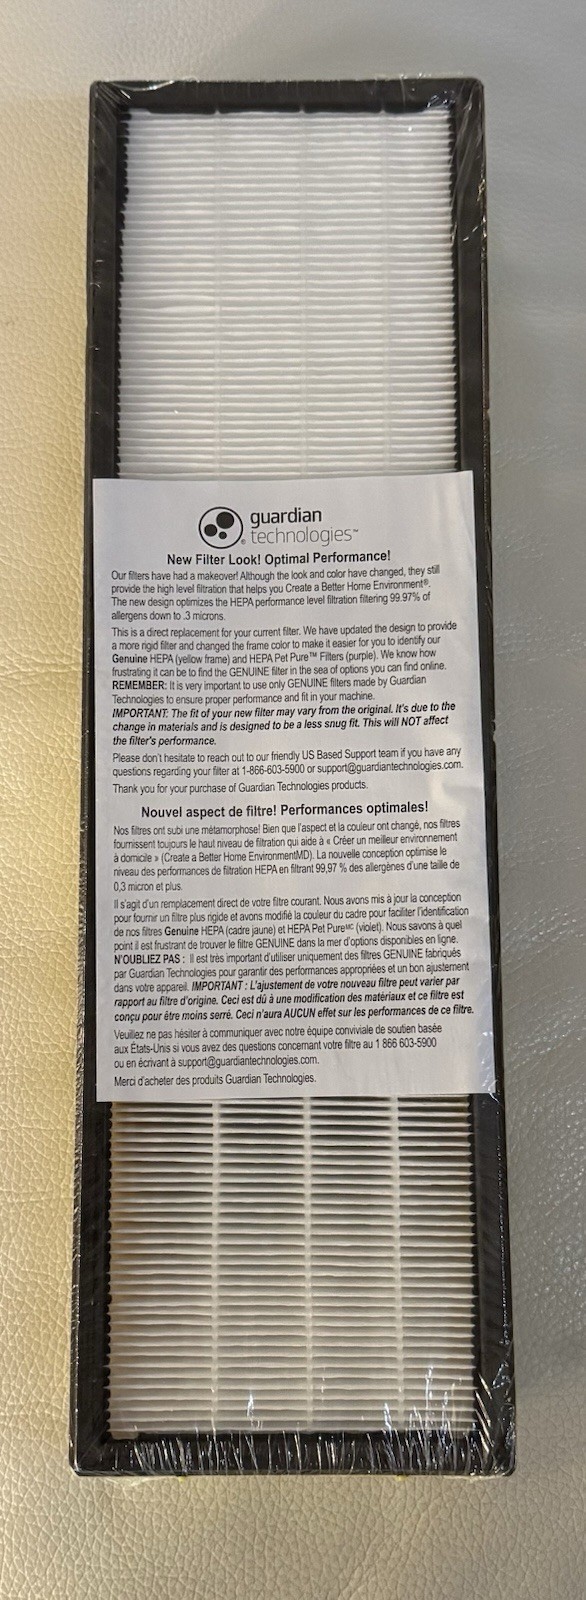 guardian
technologies™
®
New Filter Look! Optimal Performance!
Our filters have had a makeover! Although the look and color have changed, they still
provide the high level filtration that helps you Create a Better Home Environment®.
The new design optimizes the HEPA performance level filtration filtering 99.97% of
allergens down to .3 microns.
This is a direct replacement for your current filter. We have updated the design to provide
a more rigid filter and changed the frame color to make it easier for you to identify our
Genuine HEPA (yellow frame) and HEPA Pet Pure™ Filters (purple). We know how
frustrating it can be to find the GENUINE filter in the sea of options you can find online.
REMEMBER: It is very important to use only GENUINE filters made by Guardian
Technologies to ensure proper performance and fit in your machine.
IMPORTANT: The fit of your new filter may vary from the original. It's due to the
change in materials and is designed to be a less snug fit. This will NOT affect
the filter's performance.
Please don't hesitate to reach out to our friendly US Based Support team if you have any
questions regarding your filter at 1-866-603-5900 or support@guardiantechnologies.com.
Thank you for your purchase of Guardian Technologies products.
Nouvel aspect de filtre! Performances optimales!
Nos filtres ont subi une métamorphose! Bien que l'aspect et la couleur ont changé, nos filtres
fournissent toujours le haut niveau de filtration qui aide à « Créer un meilleur environnement
à domicile » (Create a Better Home EnvironmentMD). La nouvelle conception optimise le
niveau des performances de filtration HEPA en filtrant 99,97 % des allergènes d'une taille de
0,3 micron et plus.
Il s'agit d'un remplacement direct de votre filtre courant. Nous avons mis à jour la conception
pour fournir un filtre plus rigide et avons modifié la couleur du cadre pour faciliter l'identification
de nos filtres Genuine HEPA (cadre jaune) et HEPA Pet Pureᴹᶜ (violet). Nous savons à quel
point il est frustrant de trouver le filtre GENUINE dans la mer d'options disponibles en ligne.
N'OUBLIEZ PAS : Il est très important d'utiliser uniquement des filtres GENUINE fabriqués
par Guardian Technologies pour garantir des performances appropriées et un bon ajustement
dans votre appareil. IMPORTANT : L'ajustement de votre nouveau filtre peut varier par
rapport au filtre d'origine. Ceci est dû à une modification des matériaux et ce filtre est
conçu pour être moins serré. Ceci n'aura AUCUN effet sur les performances de ce filtre.
Veuillez ne pas hésiter à communiquer avec notre équipe conviviale de soutien basée
aux États-Unis si vous avez des questions concernant votre filtre au 1 866 603-5900
ou en écrivant à support@guardiantechnologies.com.
Merci d'acheter des produits Guardian Technologies.